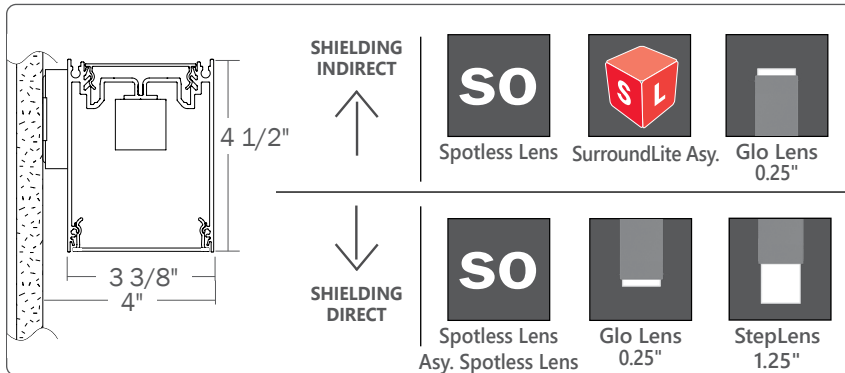 4 1/2"
3 3/8"
4"
SHIELDING
INDIRECT
SO
Spotless Lens
S L
SurroundLite Asy.
Glo Lens
0.25"
SHIELDING
DIRECT
SO
Spotless Lens
Asy. Spotless Lens
Glo Lens
0.25"
StepLens
1.25"